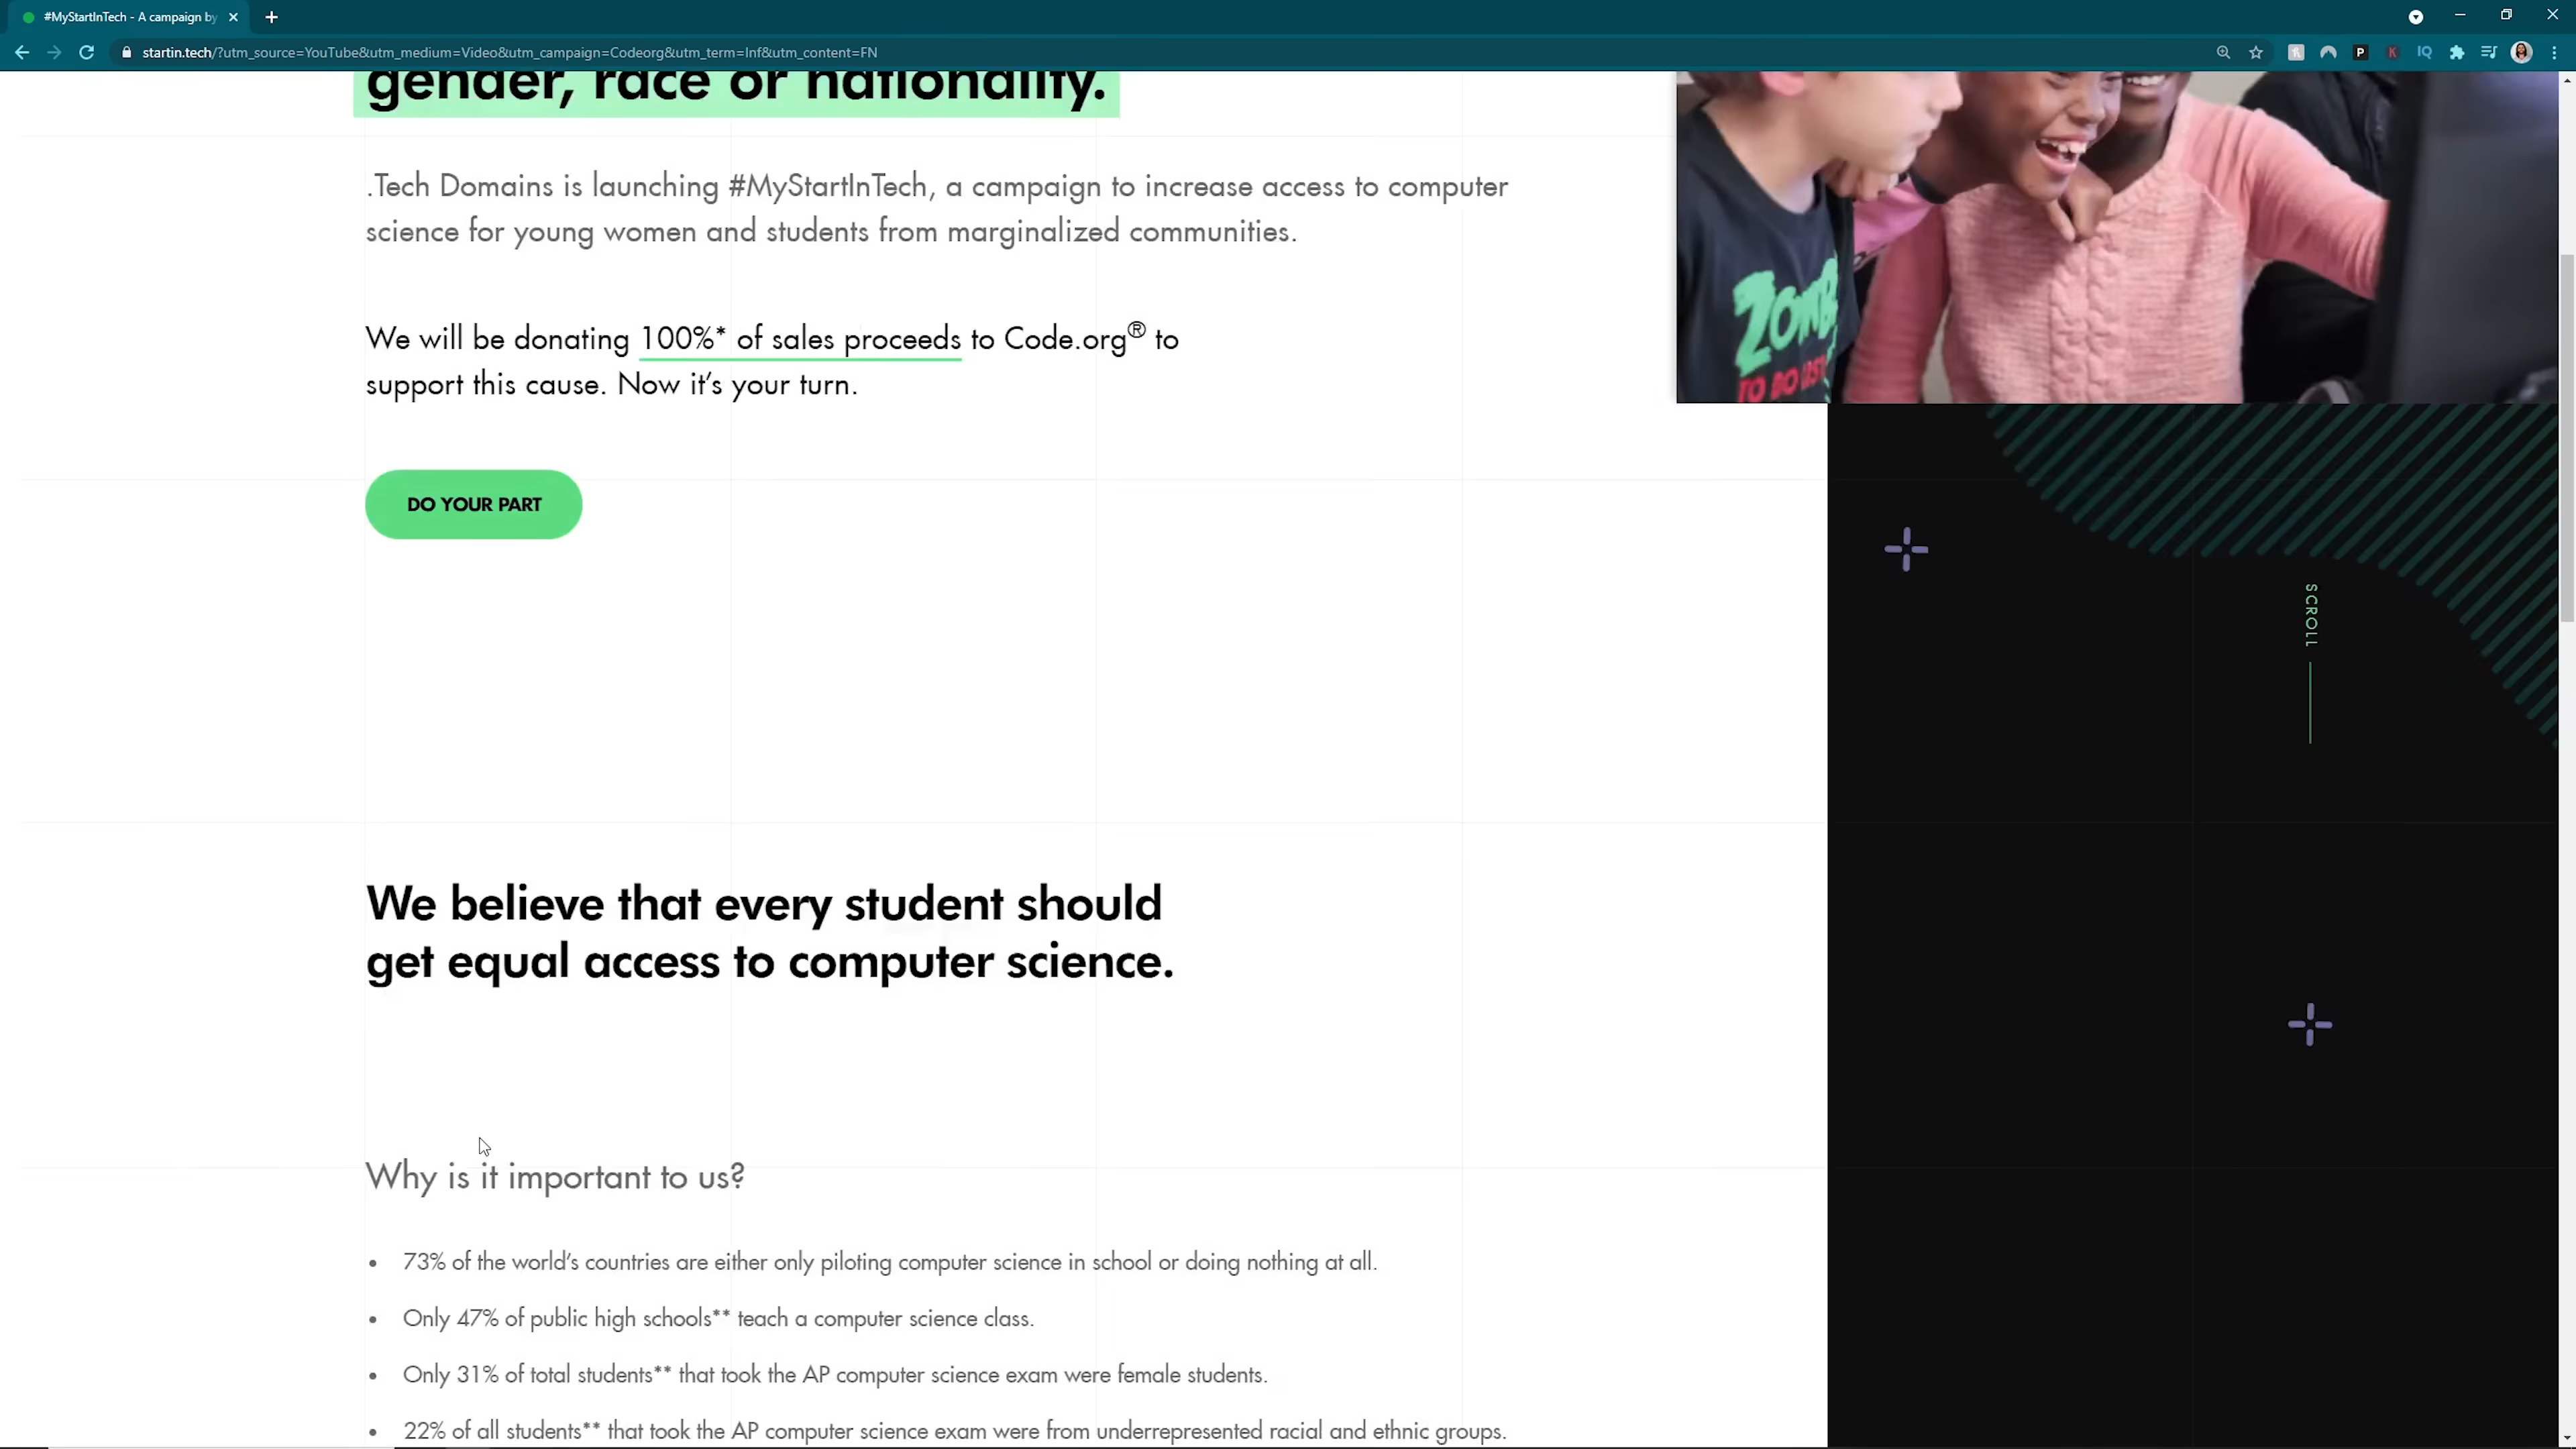 #MyStartInTech - A campaign by
startin.tech/?utm_source=YouTube&utm_medium=Video&utm_campaign=Codeorg&utm_term=Inf&utm_content=FN
P
K
IQ
gender, race or nationality.
.Tech Domains is launching #MyStartInTech, a campaign to increase access to computer
science for young women and students from marginalized communities.
We will be donating 100%* of sales proceeds to Code.org® to
support this cause. Now it's your turn.
DO YOUR PART
TO DO LIST
SCROLL
We believe that every student should
get equal access to computer science.
Why is it important to us?
• 73% of the world's countries are either only piloting computer science in school or doing nothing at all.
• Only 47% of public high schools** teach a computer science class.
• Only 31% of total students** that took the AP computer science exam were female students.
• 22% of all students** that took the AP computer science exam were from underrepresented racial and ethnic groups.